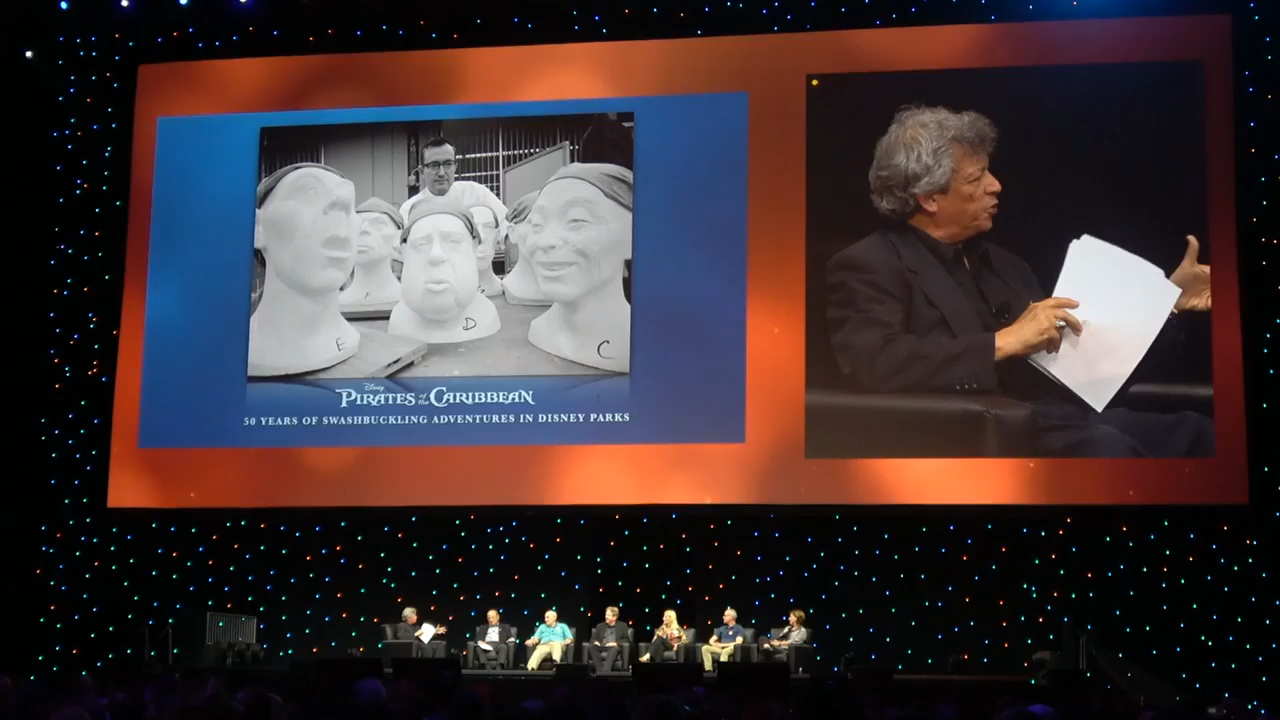 F
E
D
C
Disney
PIRATES of the CARIBBEAN
50 YEARS OF SWASHBUCKLING ADVENTURES IN DISNEY PARKS